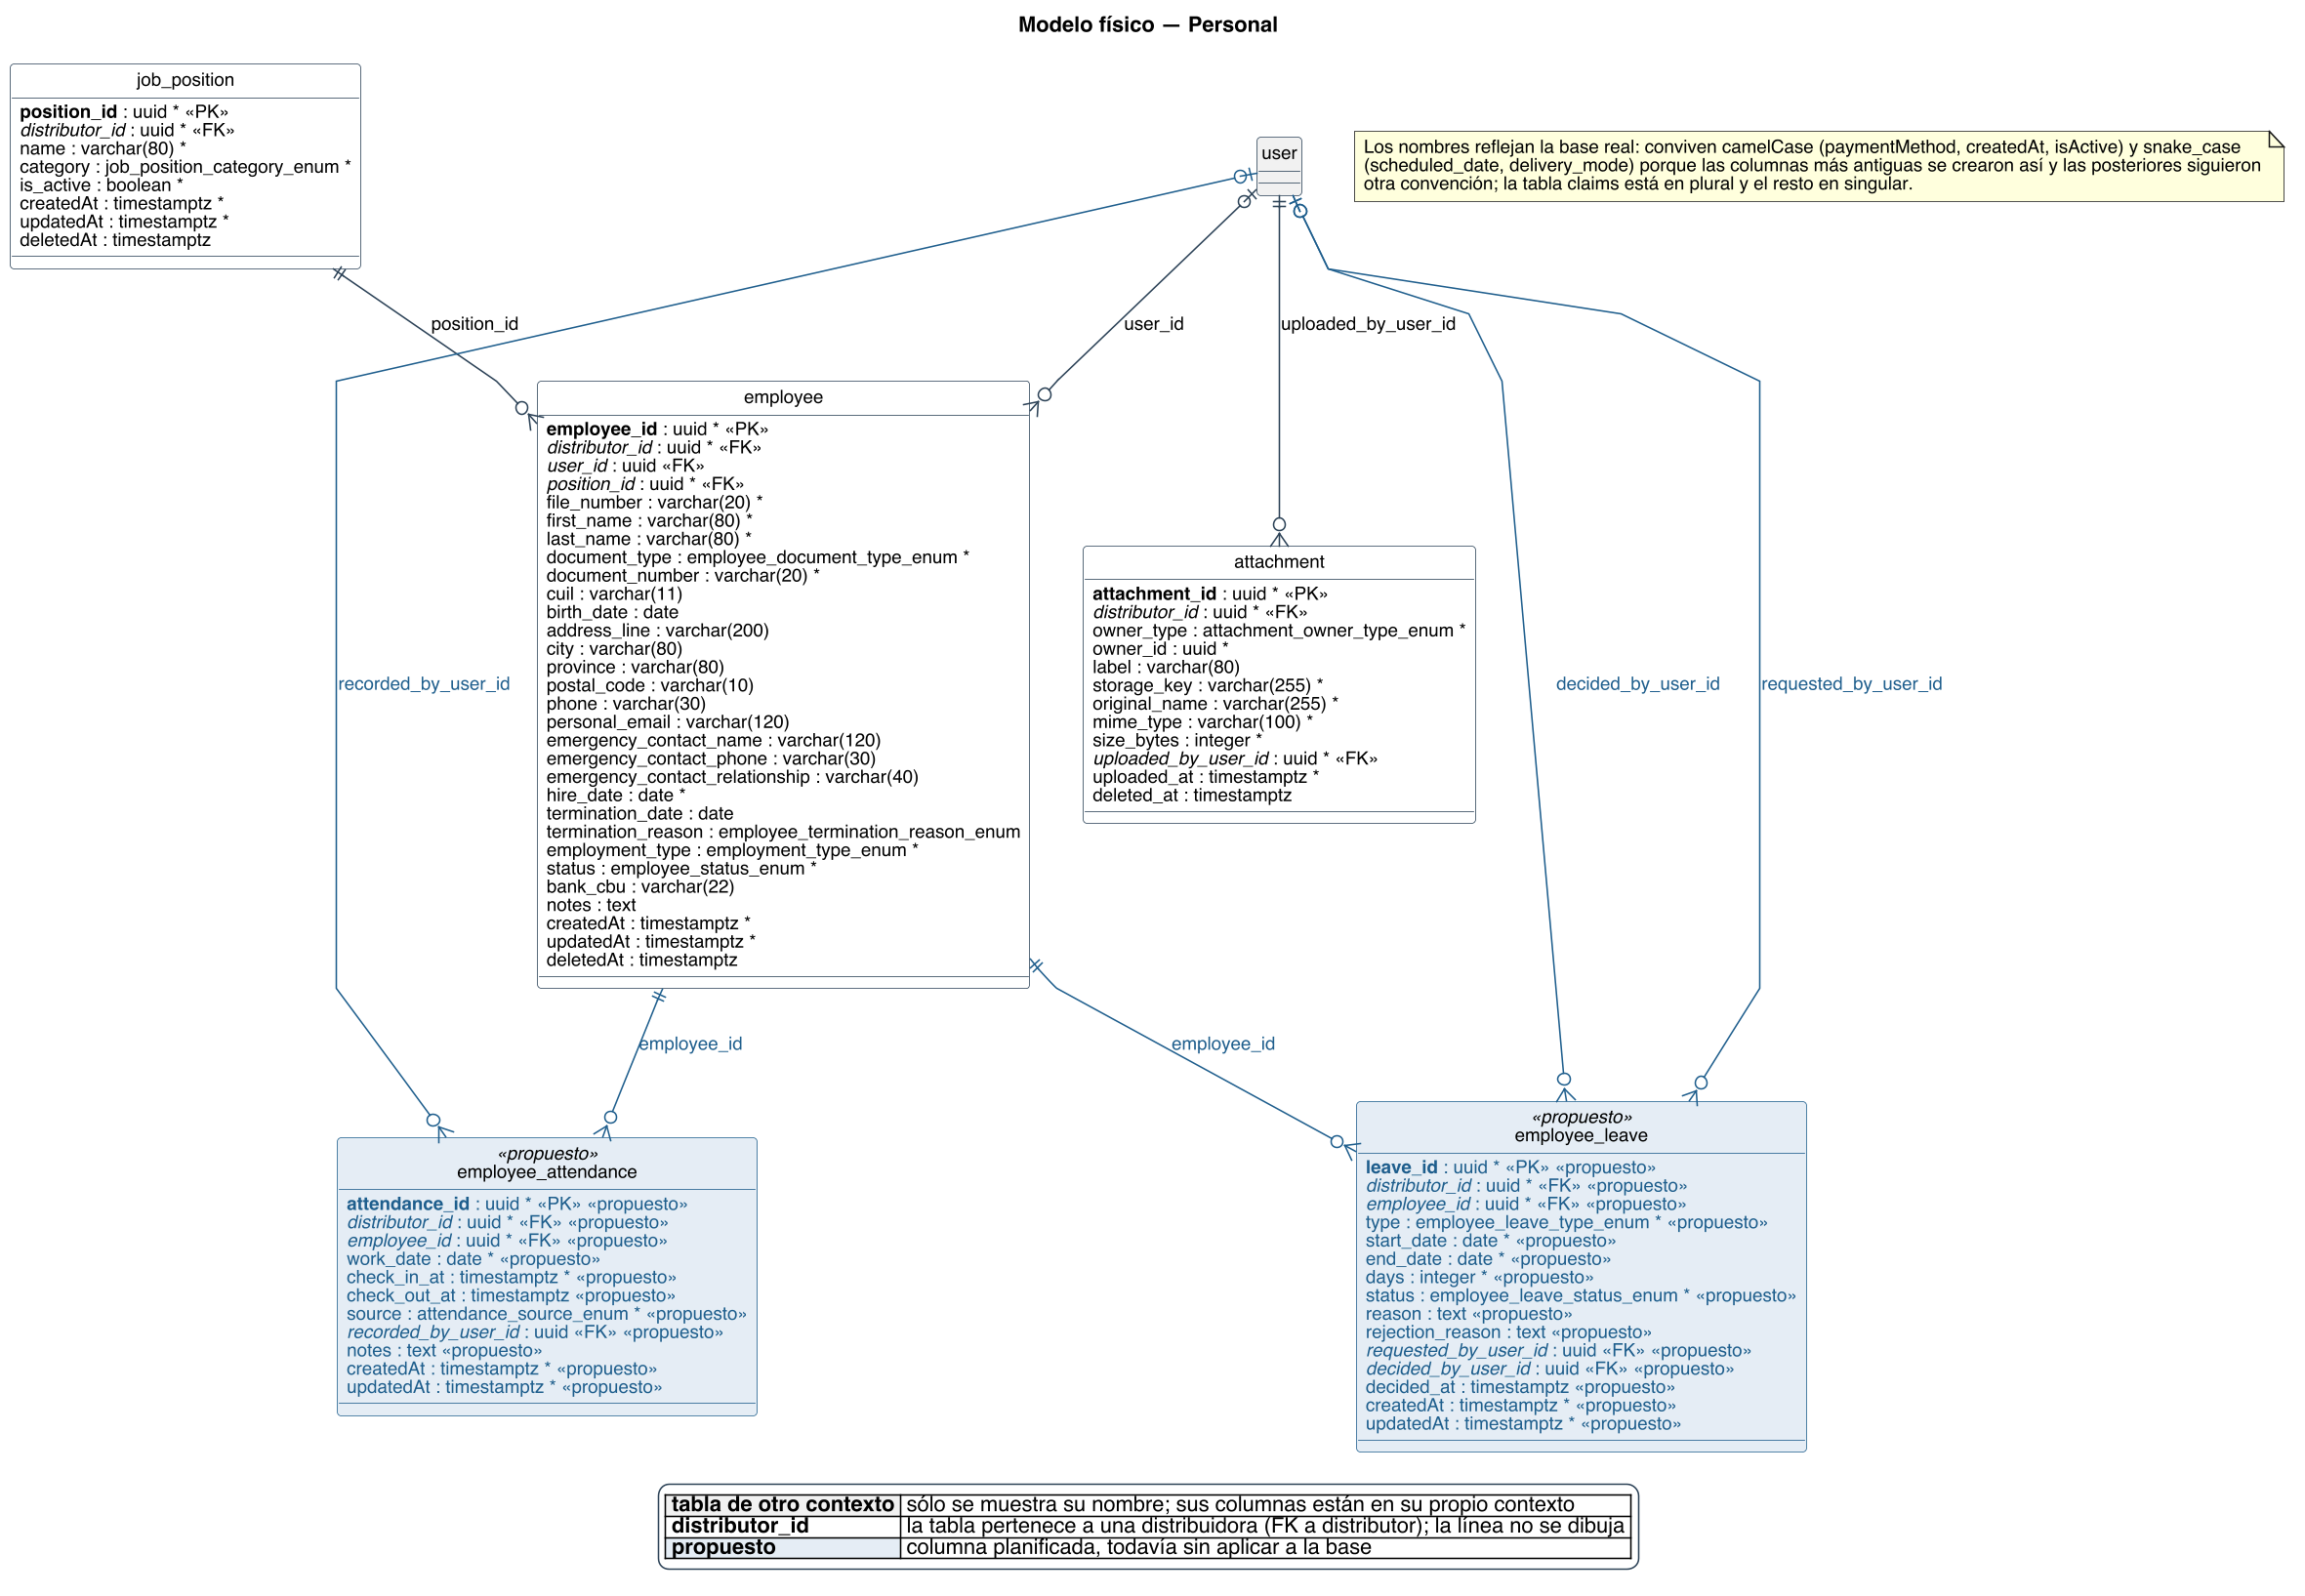 Modelo físico — Personal
job_position
position_id : uuid * «PK»
distributor_id : uuid * «FK»
name : varchar(80) *
category : job_position_category_enum *
is_active : boolean *
createdAt : timestamptz *
updatedAt : timestamptz *
deletedAt : timestamptz
user
Los nombres reflejan la base real: conviven camelCase (paymentMethod, createdAt, isActive) y snake_case
(scheduled_date, delivery_mode) porque las columnas más antiguas se crearon así y las posteriores siguieron
otra convención; la tabla claims está en plural y el resto en singular.
position_id
user_id
uploaded_by_user_id
employee
employee_id : uuid * «PK»
distributor_id : uuid * «FK»
user_id : uuid «FK»
position_id : uuid * «FK»
file_number : varchar(20) *
first_name : varchar(80) *
last_name : varchar(80) *
document_type : employee_document_type_enum *
document_number : varchar(20) *
cuil : varchar(11)
birth_date : date
address_line : varchar(200)
city : varchar(80)
province : varchar(80)
postal_code : varchar(10)
phone : varchar(30)
personal_email : varchar(120)
emergency_contact_name : varchar(120)
emergency_contact_phone : varchar(30)
emergency_contact_relationship : varchar(40)
hire_date : date *
termination_date : date
termination_reason : employee_termination_reason_enum
employment_type : employment_type_enum *
status : employee_status_enum *
bank_cbu : varchar(22)
notes : text
createdAt : timestamptz *
updatedAt : timestamptz *
deletedAt : timestamptz
attachment
attachment_id : uuid * «PK»
distributor_id : uuid * «FK»
owner_type : attachment_owner_type_enum *
owner_id : uuid *
label : varchar(80)
storage_key : varchar(255) *
original_name : varchar(255) *
mime_type : varchar(100) *
size_bytes : integer *
uploaded_by_user_id : uuid * «FK»
uploaded_at : timestamptz *
deleted_at : timestamptz
recorded_by_user_id
decided_by_user_id
requested_by_user_id
employee_id
employee_id
«propuesto»
employee_attendance
attendance_id : uuid * «PK» «propuesto»
distributor_id : uuid * «FK» «propuesto»
employee_id : uuid * «FK» «propuesto»
work_date : date * «propuesto»
check_in_at : timestamptz * «propuesto»
check_out_at : timestamptz «propuesto»
source : attendance_source_enum * «propuesto»
recorded_by_user_id : uuid «FK» «propuesto»
notes : text «propuesto»
createdAt : timestamptz * «propuesto»
updatedAt : timestamptz * «propuesto»
«propuesto»
employee_leave
leave_id : uuid * «PK» «propuesto»
distributor_id : uuid * «FK» «propuesto»
employee_id : uuid * «FK» «propuesto»
type : employee_leave_type_enum * «propuesto»
start_date : date * «propuesto»
end_date : date * «propuesto»
days : integer * «propuesto»
status : employee_leave_status_enum * «propuesto»
reason : text «propuesto»
rejection_reason : text «propuesto»
requested_by_user_id : uuid «FK» «propuesto»
decided_by_user_id : uuid «FK» «propuesto»
decided_at : timestamptz «propuesto»
createdAt : timestamptz * «propuesto»
updatedAt : timestamptz * «propuesto»
tabla de otro contexto sólo se muestra su nombre; sus columnas están en su propio contexto
distributor_id la tabla pertenece a una distribuidora (FK a distributor); la línea no se dibuja
propuesto columna planificada, todavía sin aplicar a la base